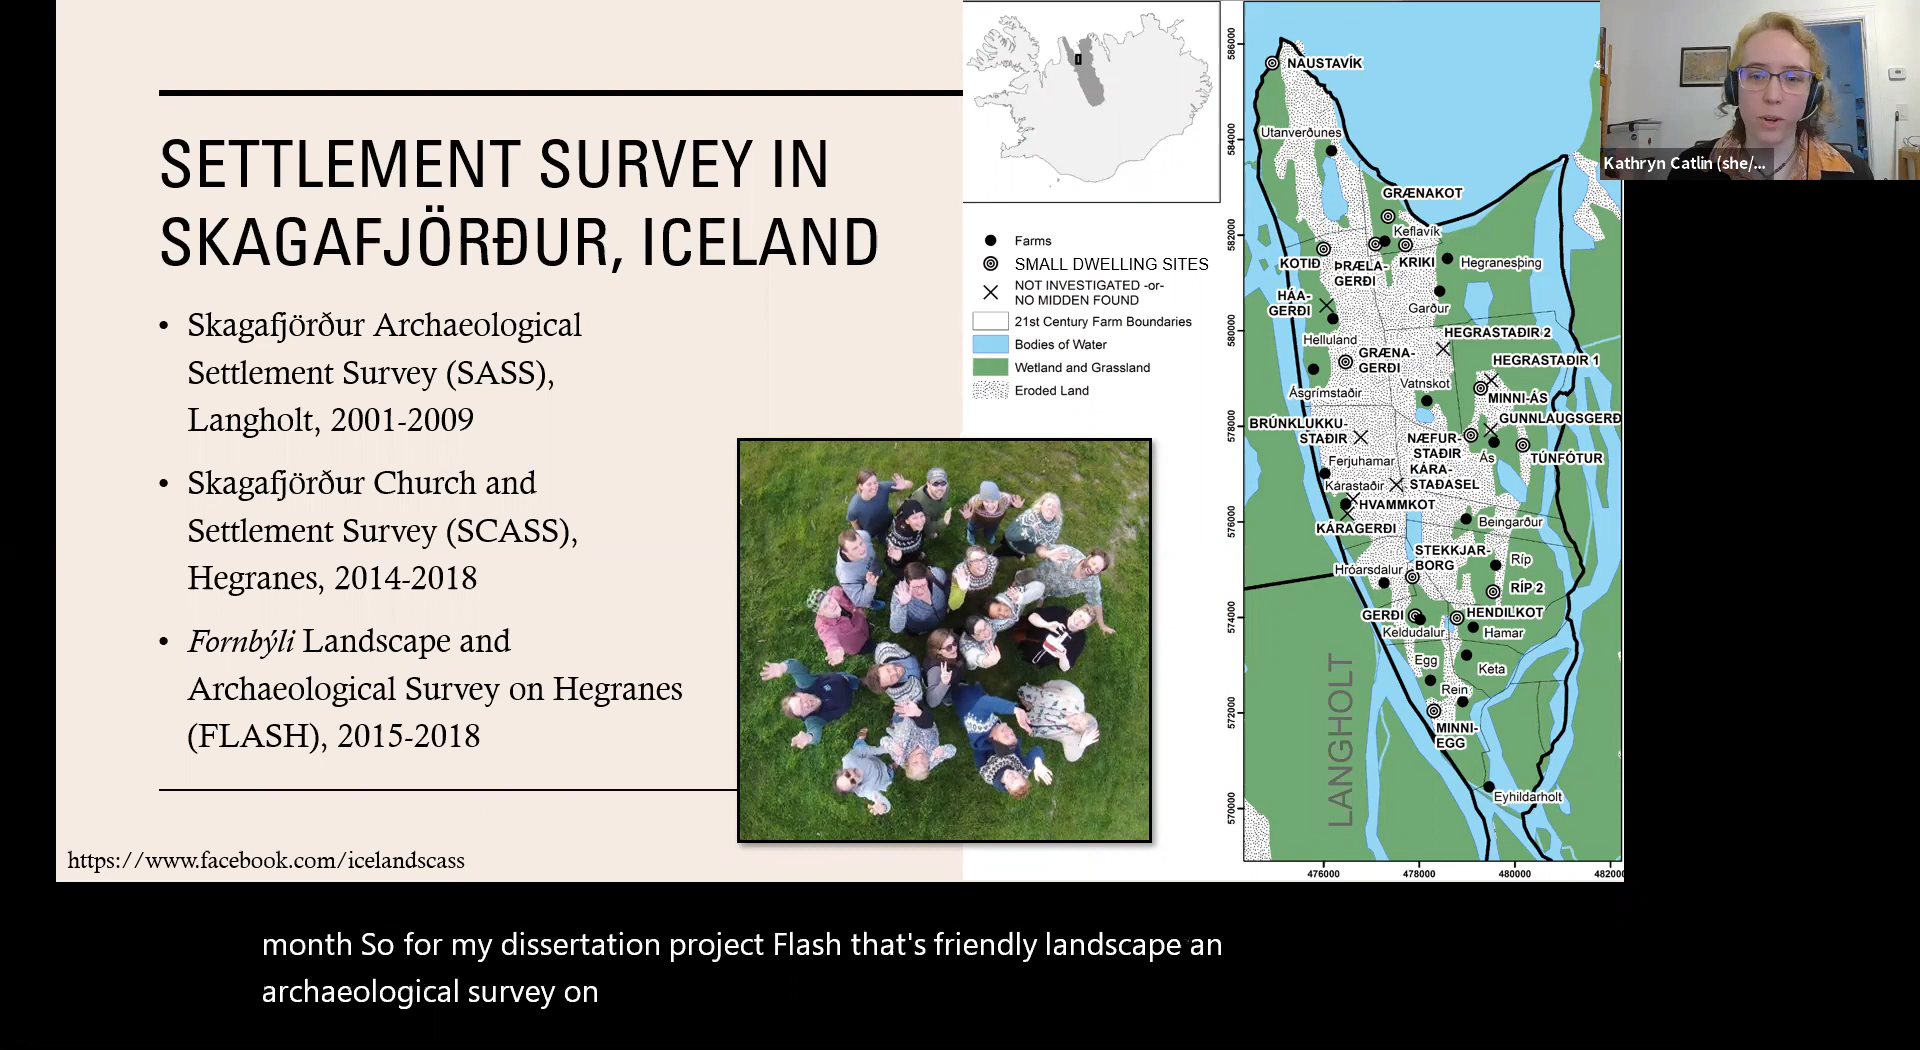 SETTLEMENT SURVEY IN
SKAGAFJÖRÐUR, ICELAND
• Skagafjörður Archaeological
Settlement Survey (SASS),
Langholt, 2001-2009
• Skagafjörður Church and
Settlement Survey (SCASS),
Hegranes, 2014-2018
• Fornbýli Landscape and
Archaeological Survey on Hegranes
(FLASH), 2015-2018
https://www.facebook.com/icelandscass
Farms
SMALL DWELLING SITES
NOT INVESTIGATED -or-
NO MIDDEN FOUND
21st Century Farm Boundaries
Bodies of Water
Wetland and Grassland
Eroded Land
586000
584000
582000
580000
578000
576000
574000
572000
570000
476000
478000
480000
482000
NAUSTAVÍK
Utanverðunes
GRÆNAKOT
Keflavík
KOTIÐ
ÞRÆLA-
GERÐI
KRIKI
Hegranesþing
HÁA-
GERÐI
Garður
HEGRASTAÐIR 2
Helluland
GRÆNA-
GERÐI
HEGRASTAÐIR 1
Vatnskot
Ásgrímstaðir
MINNI-ÁS
GUNNLAUGSGERÐ
BRÚNKLUKKU-
STAÐIR
NÆFUR-
STAÐIR
Ás
TÚNFÓTUR
Ferjuhamar
KÁRA-
STAÐASEL
Kárastaðir
HVAMMKOT
KÁRAGERÐI
Beingarður
STEKKJAR-
BORG
Ríp
Hróarsdalur
RÍP 2
GERÐI
HENDILKOT
Keldudalur
Hamar
Egg
Keta
Rein
MINNI-
EGG
LANGHOLT
Eyhildarholt
Kathryn Catlin (she/...
month So for my dissertation project Flash that's friendly landscape an
archaeological survey on